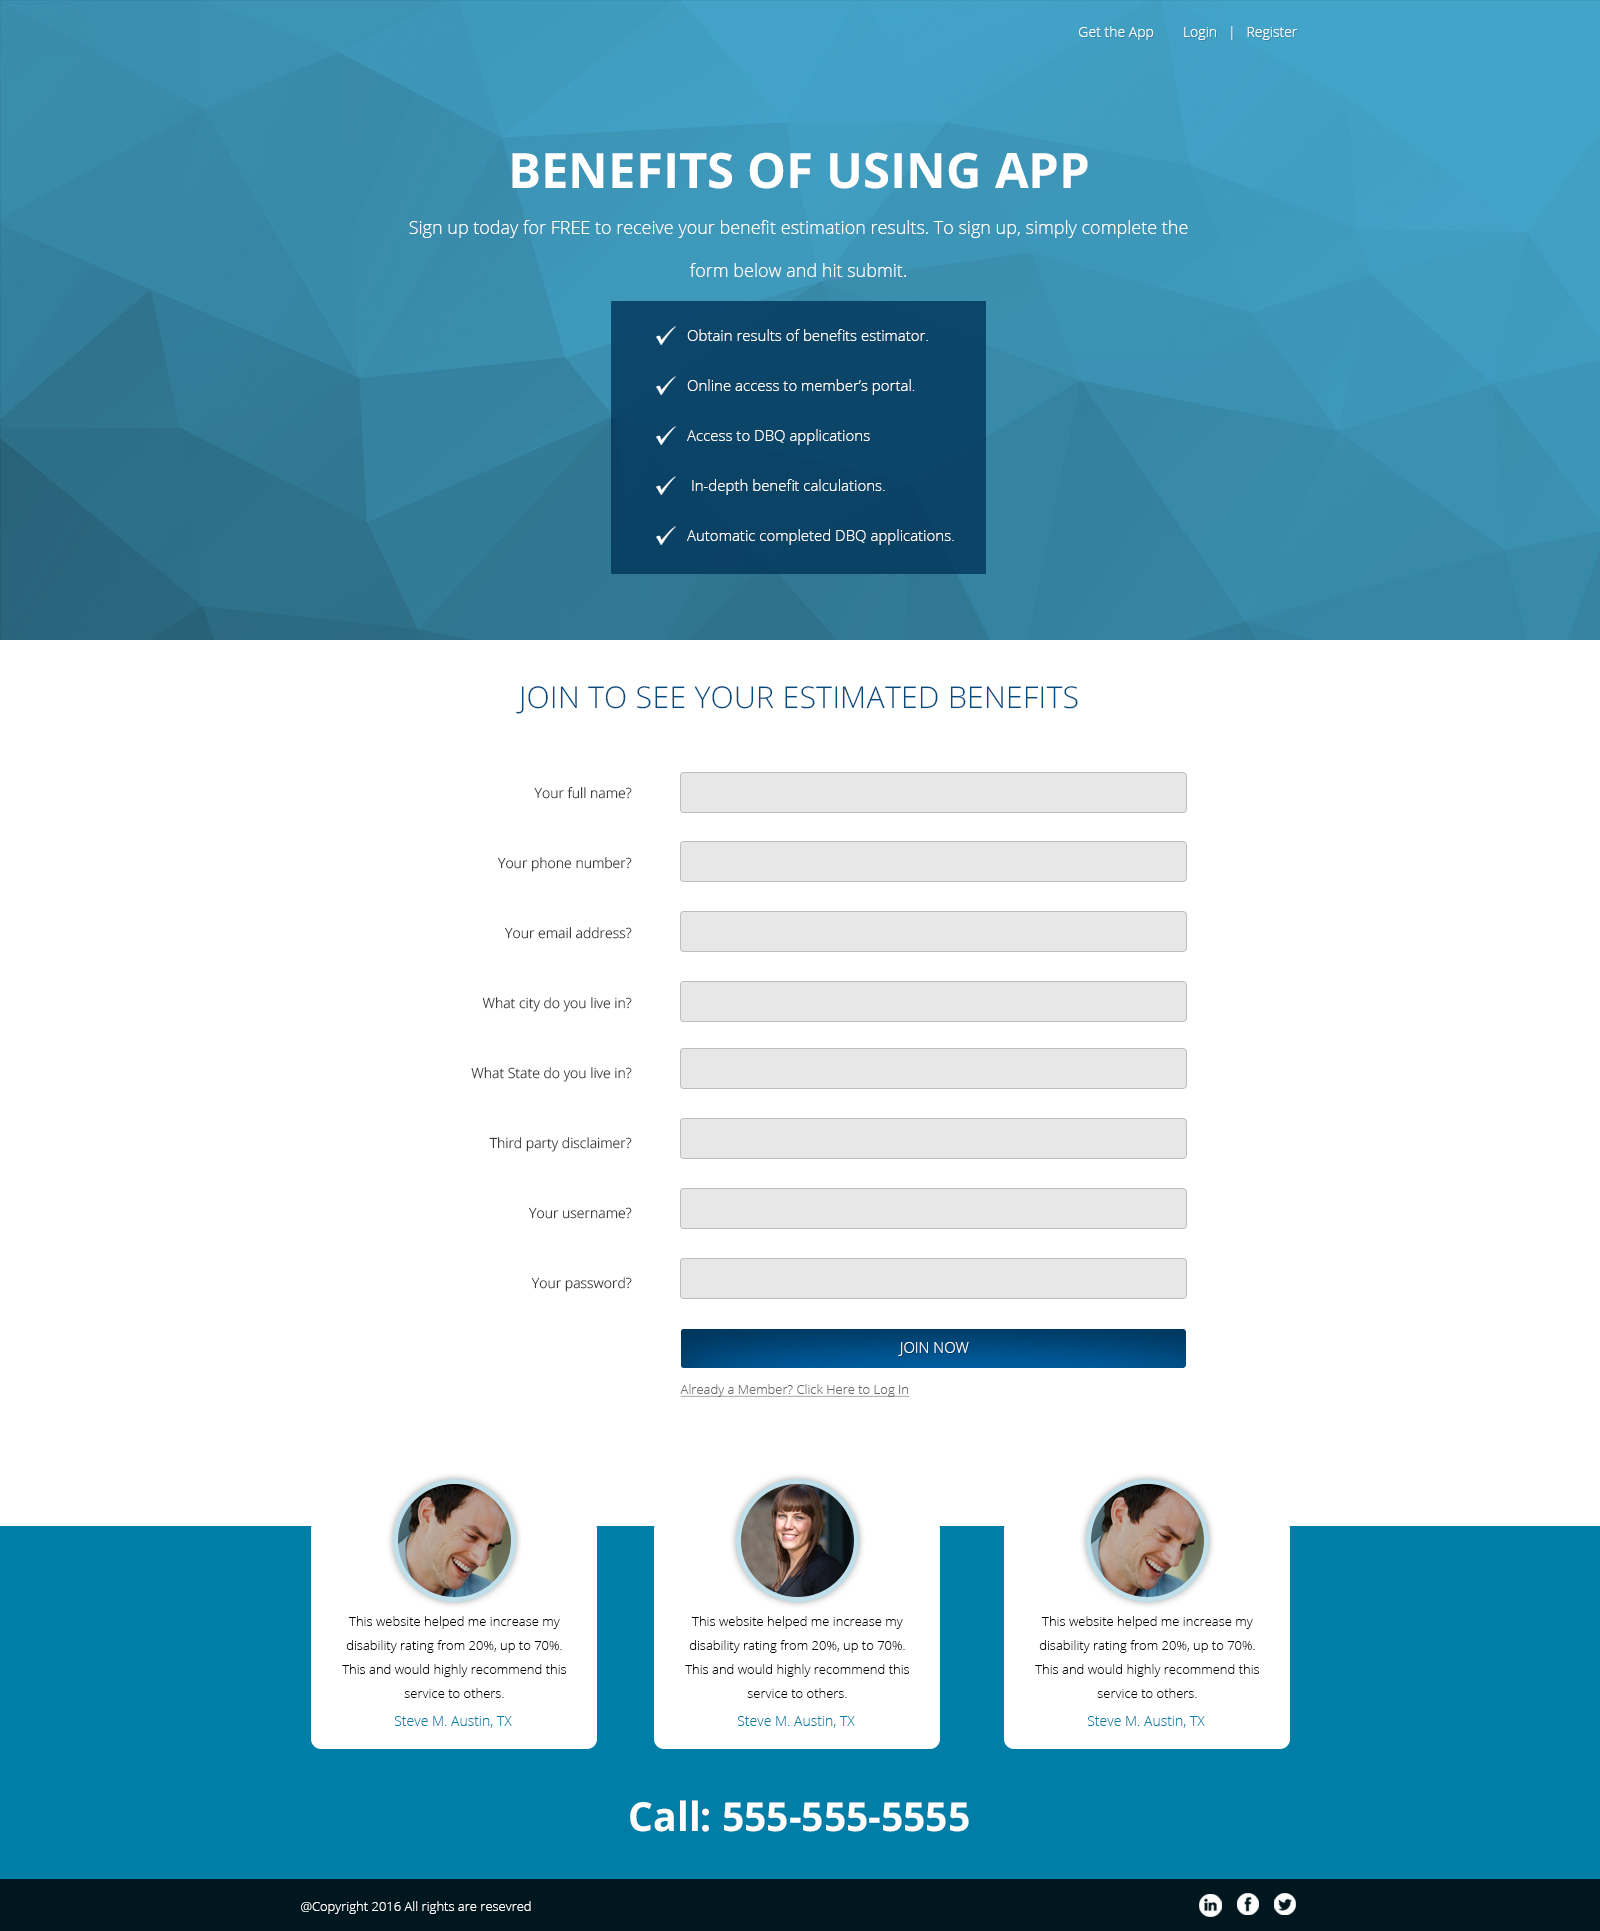 Get the App Login | Register
BENEFITS OF USING APP
Sign up today for FREE to receive your benefit estimation results. To sign up, simply complete the
form below and hit submit.
Obtain results of benefits estimator.
Online access to member's portal.
Access to DBQ applications
In-depth benefit calculations.
Automatic completed DBQ applications.
JOIN TO SEE YOUR ESTIMATED BENEFITS
Your full name?
Your phone number?
Your email address?
What city do you live in?
What State do you live in?
Third party disclaimer?
Your username?
Your password?
JOIN NOW
Already a Member? Click Here to Log In
This website helped me increase my
disability rating from 20%, up to 70%.
This and would highly recommend this
service to others.
Steve M. Austin, TX
This website helped me increase my
disability rating from 20%, up to 70%.
This and would highly recommend this
service to others.
Steve M. Austin, TX
This website helped me increase my
disability rating from 20%, up to 70%.
This and would highly recommend this
service to others.
Steve M. Austin, TX
Call: 555-555-5555
@Copyright 2016 All rights are resevred
in f